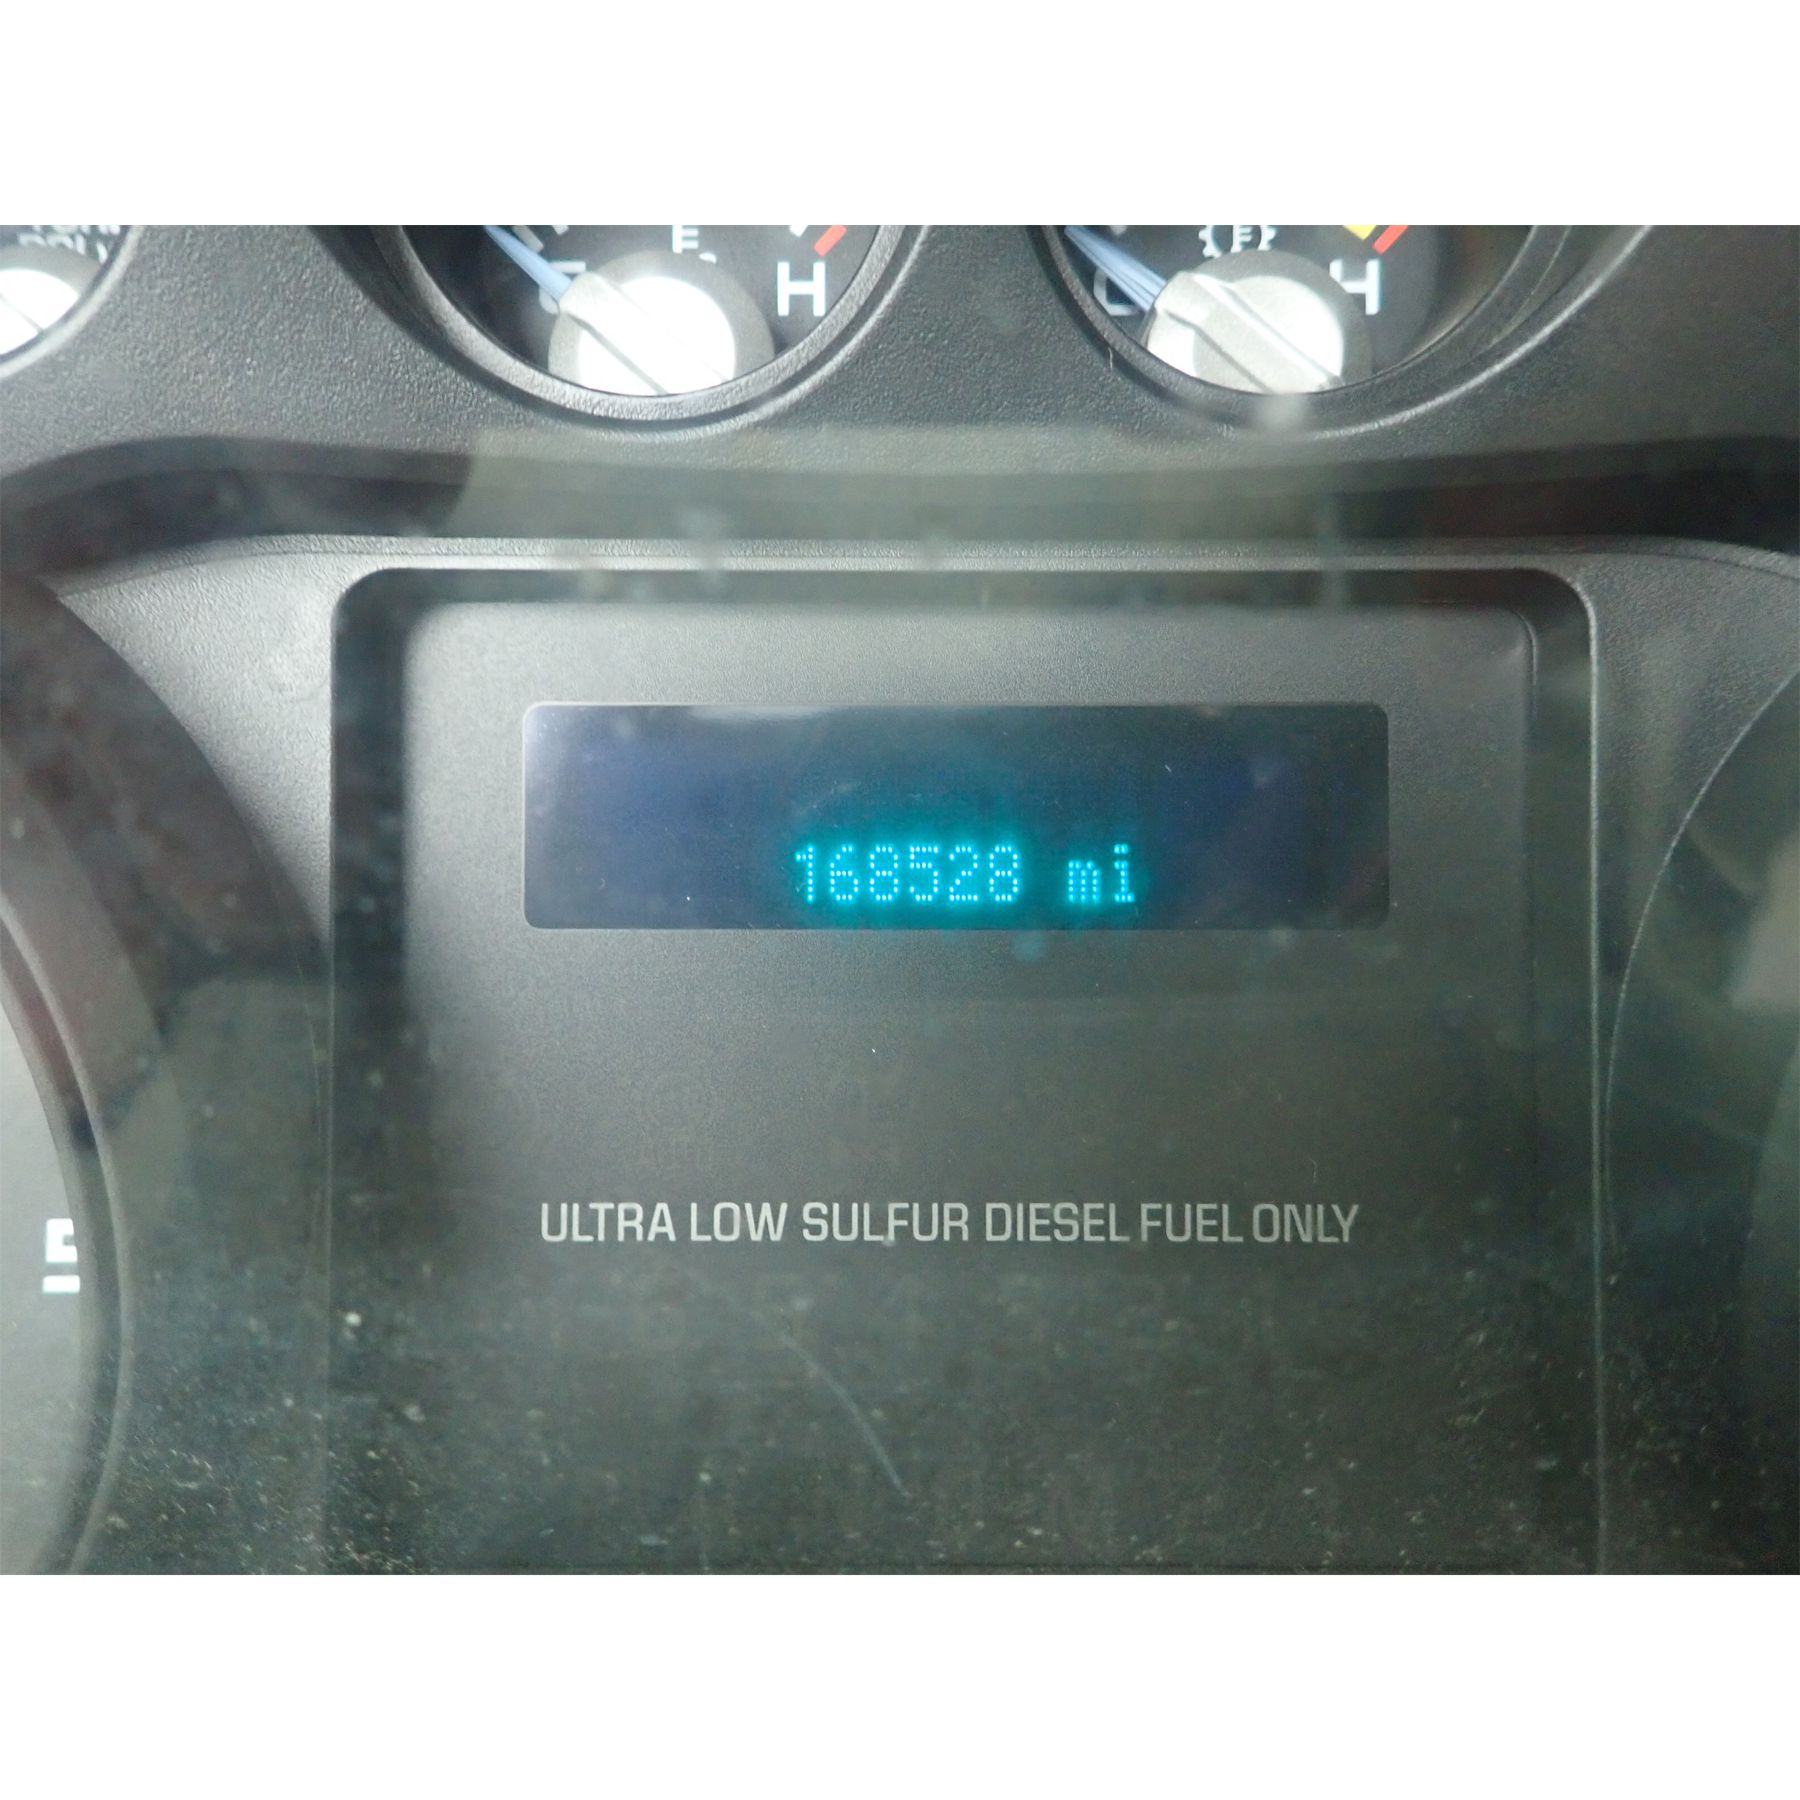 H
H
168528 mi
ULTRA LOW SULFUR DIESEL FUEL ONLY